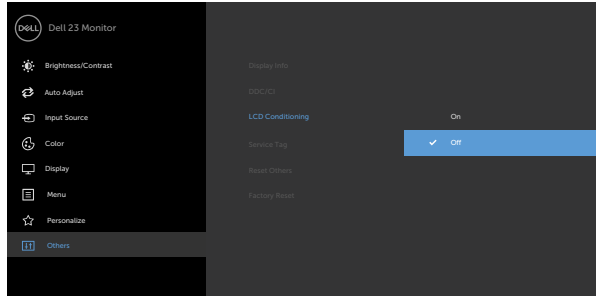 DELL Dell 23 Monitor
Brightness/Contrast
Auto Adjust
Input Source
Color
Display
Menu
Personalize
Others
Display Info
DDC/CI
LCD Conditioning
Service Tag
Reset Others
Factory Reset
On
Off